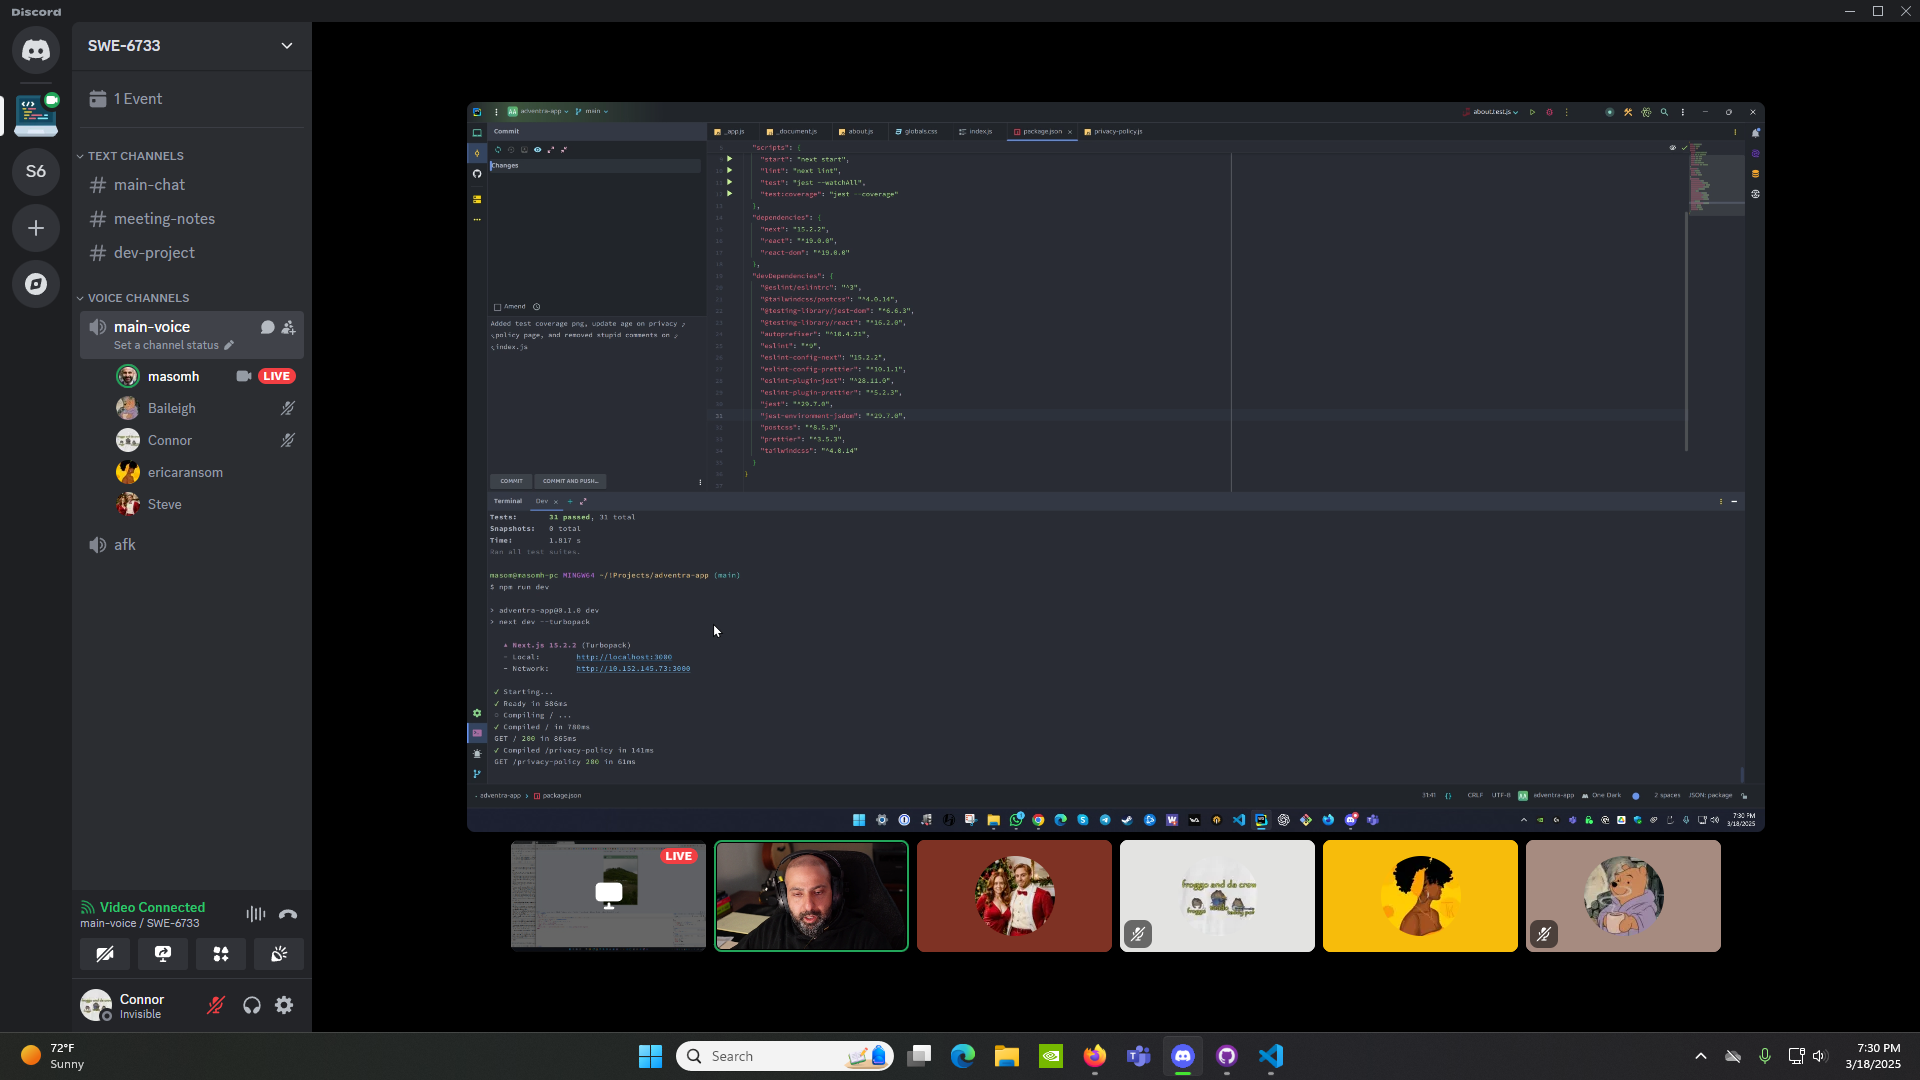 Discord
SWE-6733
1 Event
TEXT CHANNELS
main-chat
meeting-notes
dev-project
VOICE CHANNELS
main-voice
Set a channel status
masomh
LIVE
Baileigh
Connor
ericaransom
Steve
afk
S6
Video Connected
main-voice / SWE-6733
Connor
Invisible
AA adventra-app
main
about.test.js
Commit
_app.js
_document.js
about.js
globals.css
index.js
package.json
privacy-policy.js
Changes
"scripts": {
"start": "next start",
"lint": "next lint",
"test": "jest --watchAll",
"test:coverage": "jest --coverage"
},
"dependencies": {
"next": "15.2.2",
"react": "^19.0.0",
"react-dom": "^19.0.0"
},
"devDependencies": {
"@eslint/eslintrc": "^3",
"@tailwindcss/postcss": "^4.0.14",
"@testing-library/jest-dom": "^6.6.3",
"@testing-library/react": "^16.2.0",
"autoprefixer": "^10.4.21",
"eslint": "^9",
"eslint-config-next": "15.2.2",
"eslint-config-prettier": "^10.1.1",
"eslint-plugin-jest": "^28.11.0",
"eslint-plugin-prettier": "^5.2.3",
"jest": "^29.7.0",
"jest-environment-jsdom": "^29.7.0",
"postcss": "^8.5.3",
"prettier": "^3.5.3",
"tailwindcss": "^4.0.14"
}
}
Amend
Added test coverage png, update age on privacy
policy page, and removed stupid comments on
index.js
COMMIT
COMMIT AND PUSH...
Terminal
Dev
Tests: 31 passed, 31 total
Snapshots: 0 total
Time: 1.817 s
Ran all test suites.
masom@masomh-pc MINGW64 ~/!Projects/adventra-app (main)
$ npm run dev
> adventra-app@0.1.0 dev
> next dev --turbopack
▲ Next.js 15.2.2 (Turbopack)
- Local: http://localhost:3000
- Network: http://10.152.145.73:3000
✓ Starting...
✓ Ready in 586ms
○ Compiling / ...
✓ Compiled / in 780ms
GET / 200 in 865ms
✓ Compiled /privacy-policy in 141ms
GET /privacy-policy 200 in 61ms
adventra-app > package.json
31:41
CRLF
UTF-8
AA adventra-app
One Dark
2 spaces
JSON: package
7:30 PM
3/18/2025
LIVE
froggo and da crew
72°F
Sunny
Search
7:30 PM
3/18/2025